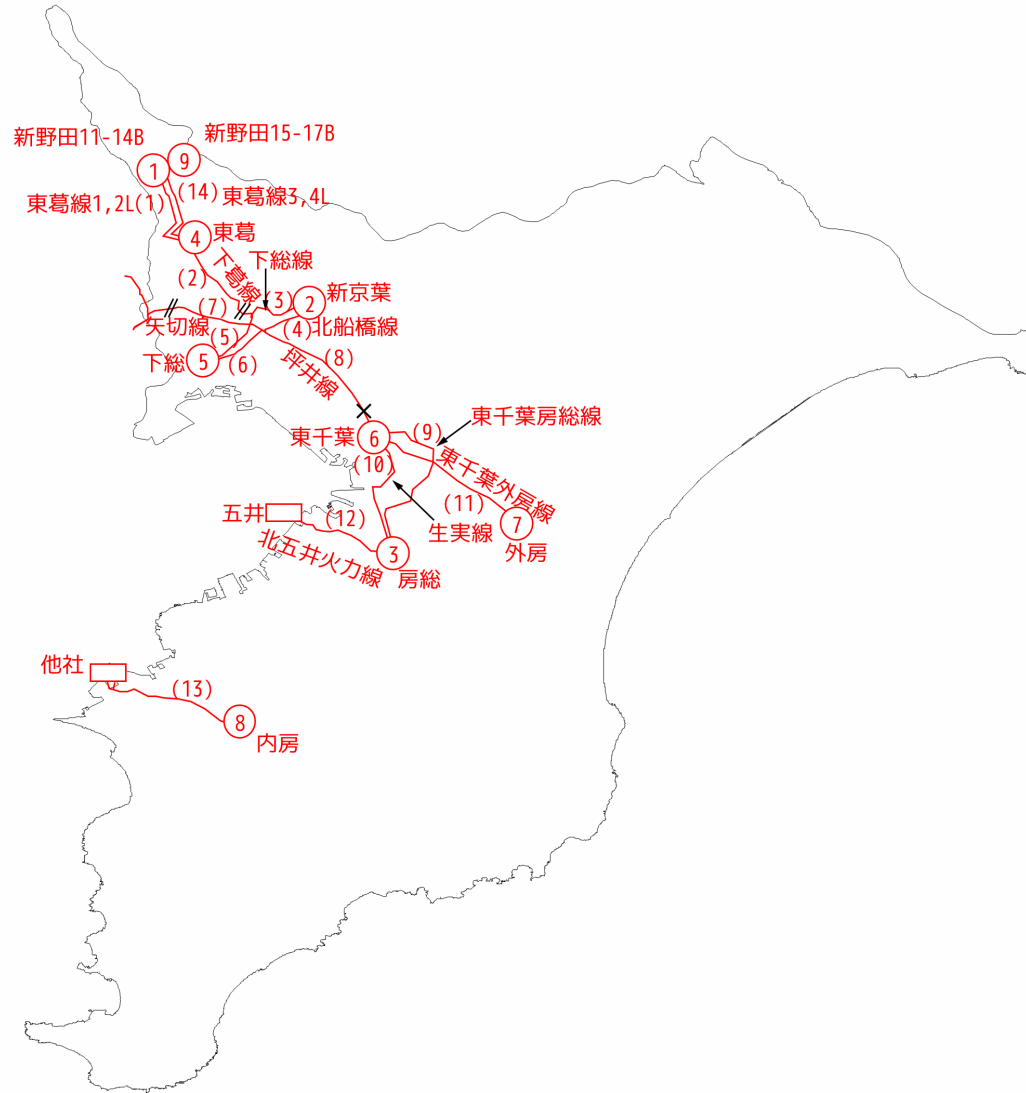 新野田11-14B
新野田15-17B
1
9
東葛線1,2L(1)
(14)東葛線3,4L
4
東葛
(2)
下葛線
下総線
(3)
2
新京葉
(7)
矢切線
(4)北船橋線
(5)
下総
5
(6)
坪井線
(8)
東千葉
6
(9)
東千葉房総線
(10)
東千葉外房線
(11)
五井
(12)
生実線
7
外房
北五井火力線
3
房総
他社
(13)
8
内房